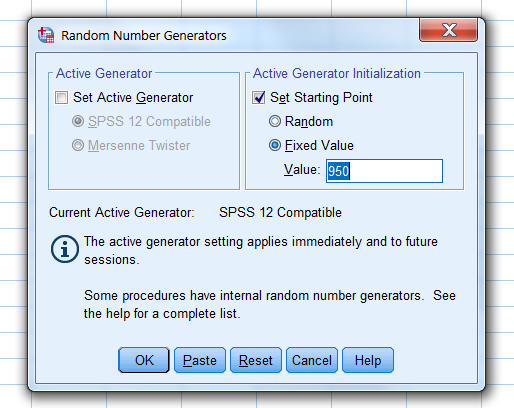 Random Number Generators
Active Generator
Set Active Generator
SPSS 12 Compatible
Mersenne Twister
Active Generator Initialization
Set Starting Point
Random
Fixed Value
Value: 950
Current Active Generator: SPSS 12 Compatible
The active generator setting applies immediately and to future
sessions.
Some procedures have internal random number generators. See
the help for a complete list.
OK Paste Reset Cancel Help